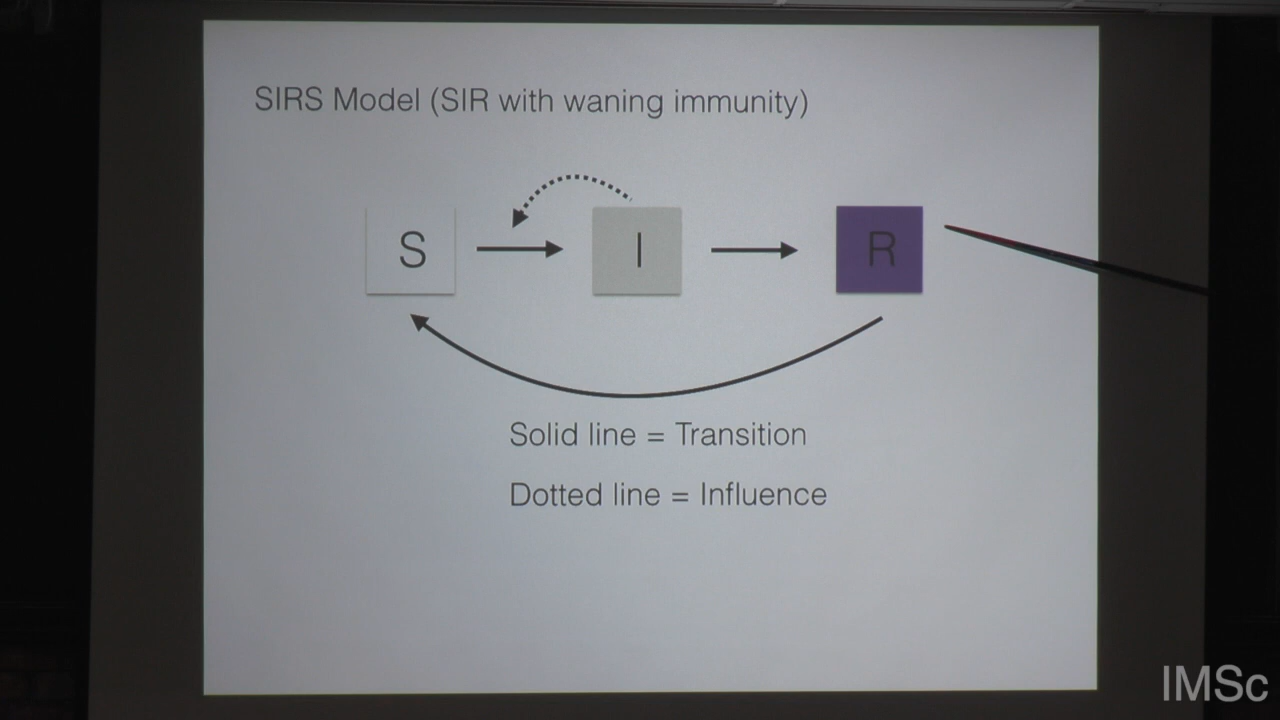 SIRS Model (SIR with waning immunity)
S
I
R
Solid line = Transition
Dotted line = Influence
IMSc